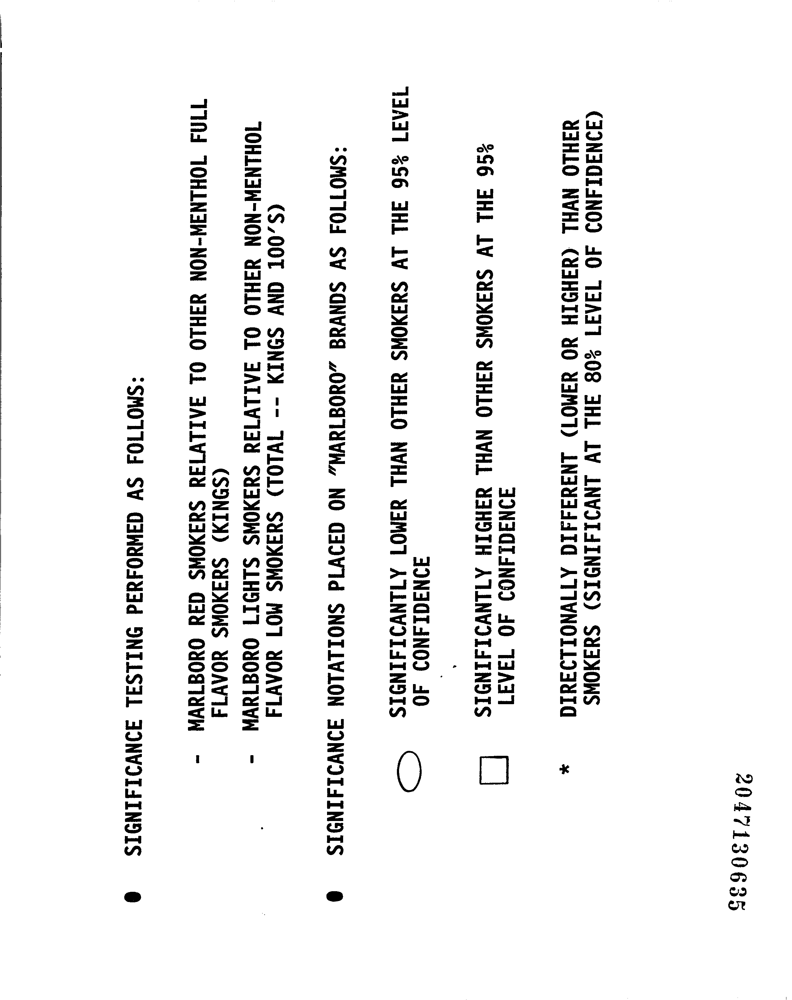 ● SIGNIFICANCE TESTING PERFORMED AS FOLLOWS:
- MARLBORO RED SMOKERS RELATIVE TO OTHER NON-MENTHOL FULL
FLAVOR SMOKERS (KINGS)
- MARLBORO LIGHTS SMOKERS RELATIVE TO OTHER NON-MENTHOL
FLAVOR LOW SMOKERS (TOTAL -- KINGS AND 100'S)
● SIGNIFICANCE NOTATIONS PLACED ON "MARLBORO" BRANDS AS FOLLOWS:
SIGNIFICANTLY LOWER THAN OTHER SMOKERS AT THE 95% LEVEL
OF CONFIDENCE
SIGNIFICANTLY HIGHER THAN OTHER SMOKERS AT THE 95%
LEVEL OF CONFIDENCE
* DIRECTIONALLY DIFFERENT (LOWER OR HIGHER) THAN OTHER
SMOKERS (SIGNIFICANT AT THE 80% LEVEL OF CONFIDENCE)
2047130635